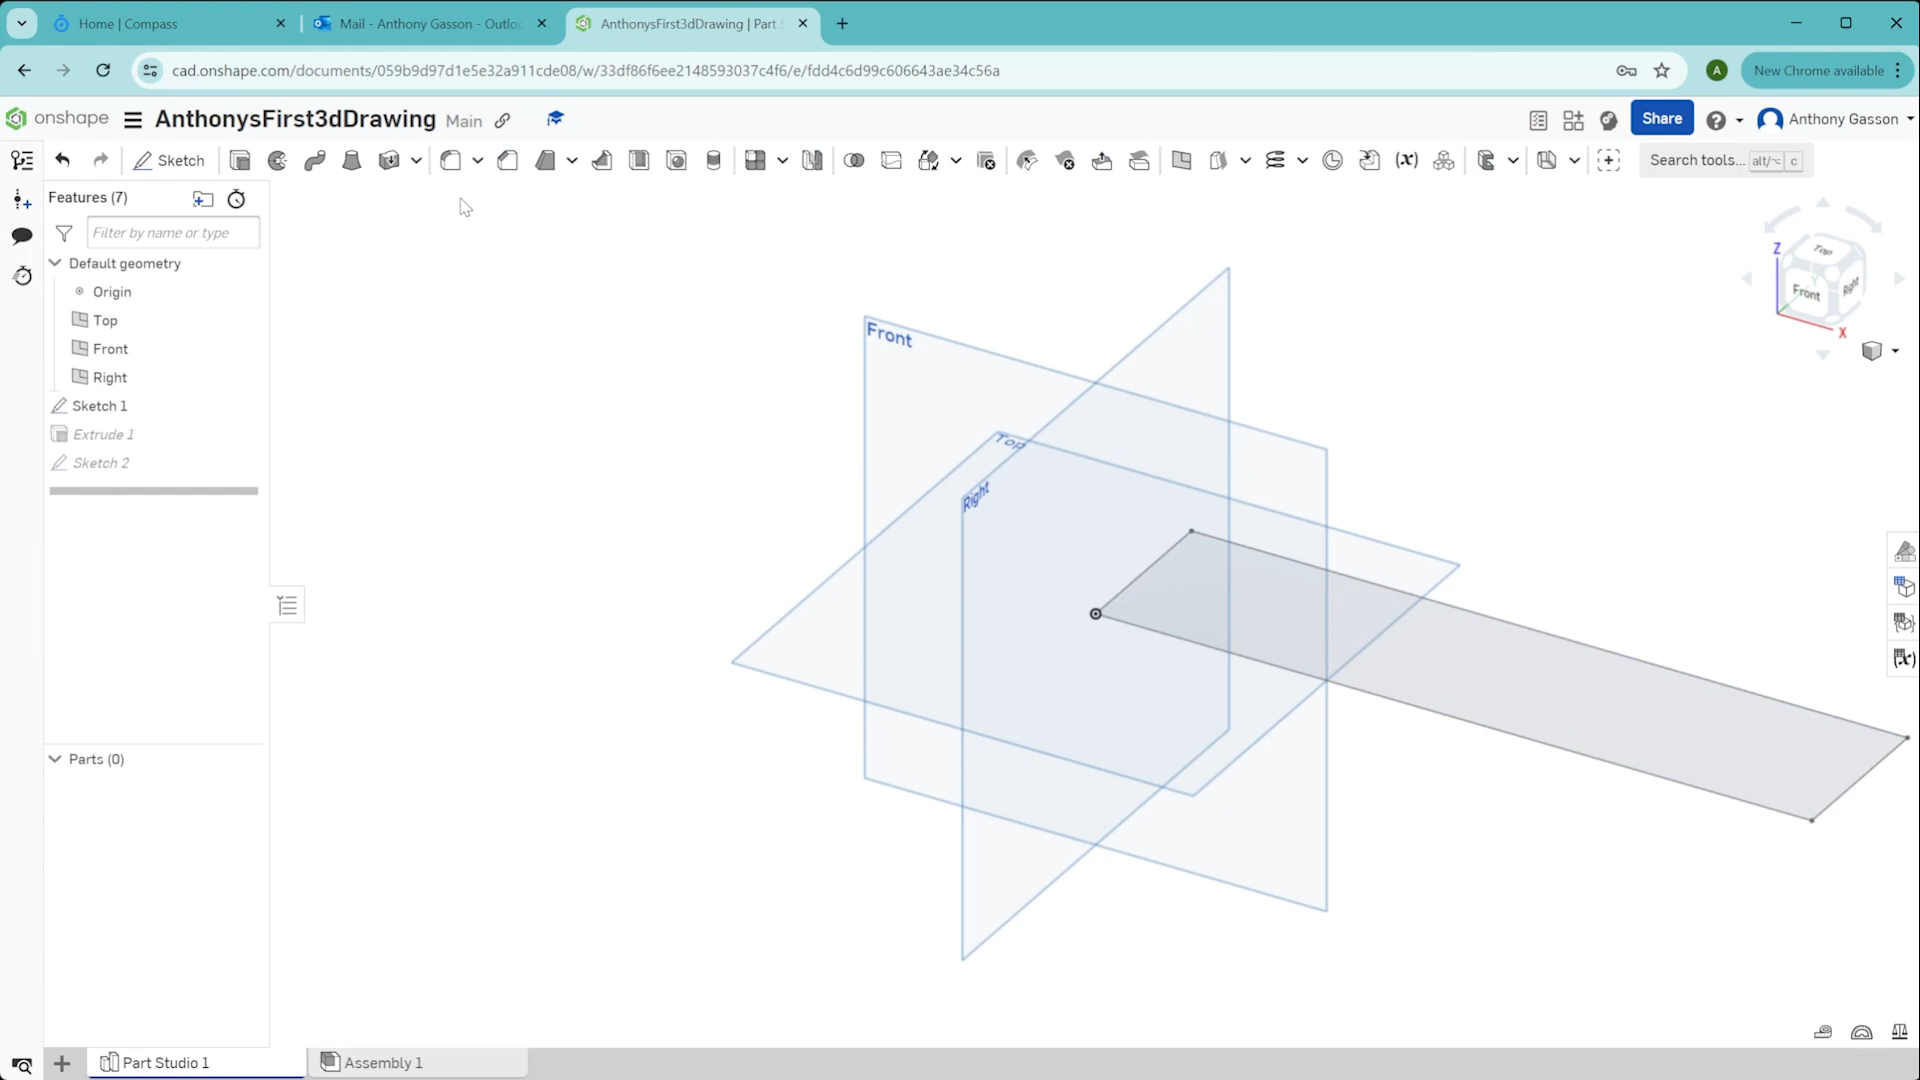 Home | Compass
Mail - Anthony Gasson - Outlo
AnthonysFirst3dDrawing | Part S
cad.onshape.com/documents/059b9d97d1e5e32a911cde08/w/33df86f6ee2148593037c4f6/e/fdd4c6d99c606643ae34c56a
A
New Chrome available
onshape
AnthonysFirst3dDrawing
Main
Share
Anthony Gasson
Sketch
(x)
Search tools...
alt/⌥
c
Features (7)
Filter by name or type
Default geometry
Origin
Top
Front
Right
Sketch 1
Extrude 1
Sketch 2
Front
Top
Right
Z
Top
Y
Front
Right
X
(x)
Parts (0)
Part Studio 1
Assembly 1